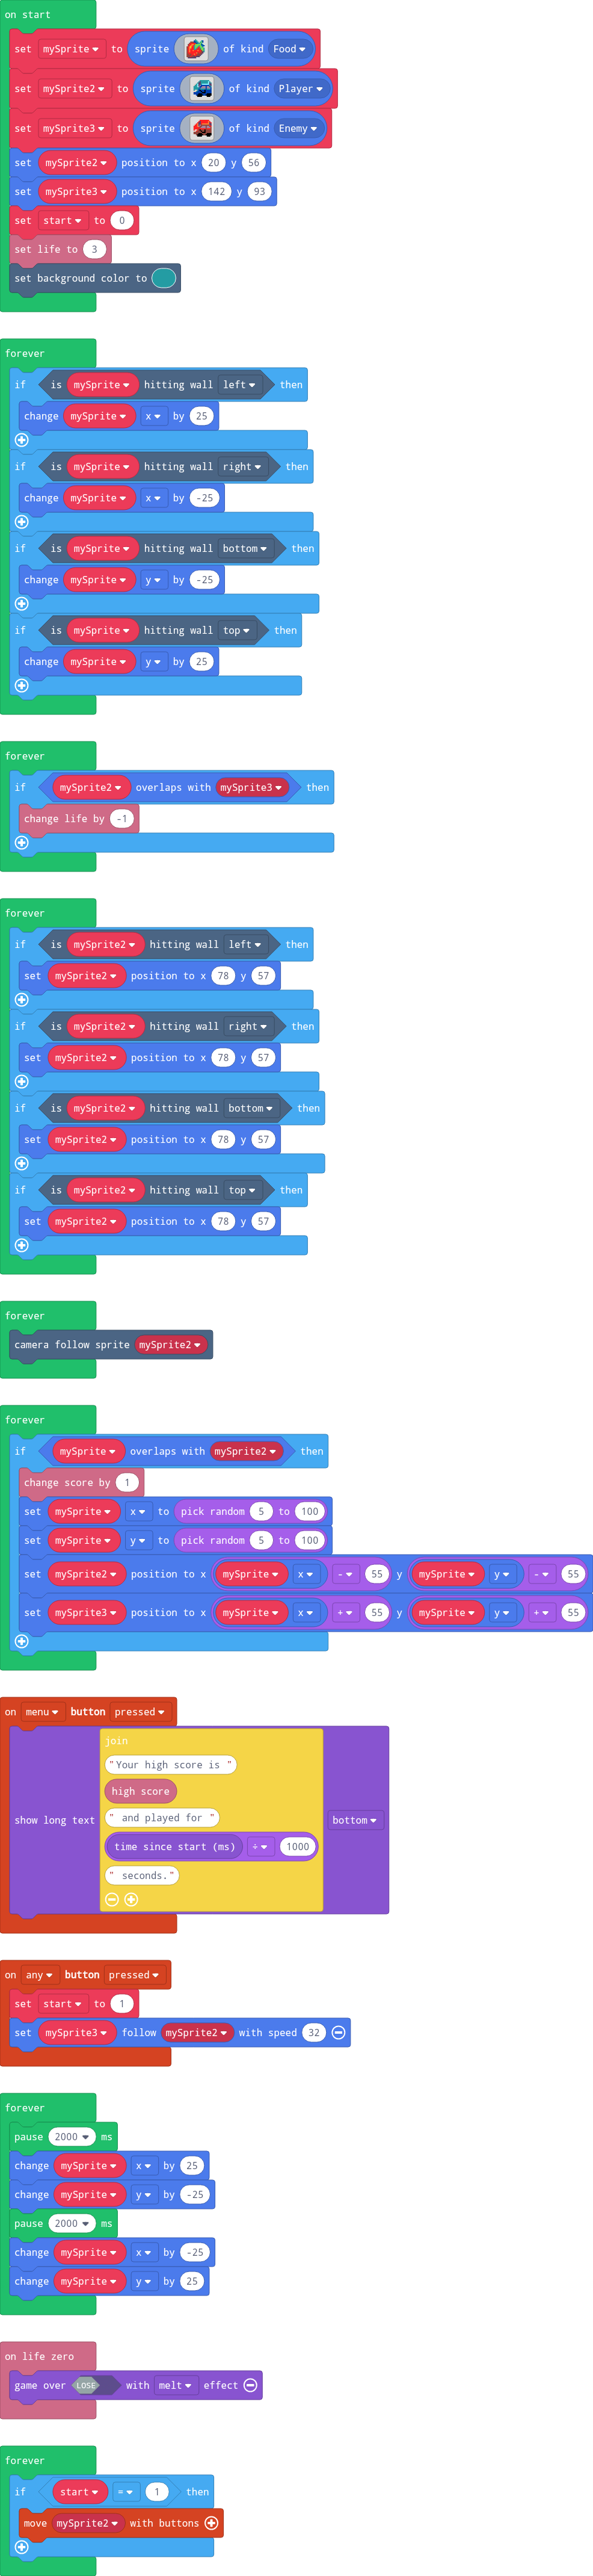 on start
set mySprite to sprite of kind Food
set mySprite2 to sprite of kind Player
set mySprite3 to sprite of kind Enemy
set mySprite2 position to x 20 y 56
set mySprite3 position to x 142 y 93
set start to 0
set life to 3
set background color to
forever
if is mySprite hitting wall left then
change mySprite x by 25
if is mySprite hitting wall right then
change mySprite x by -25
if is mySprite hitting wall bottom then
change mySprite y by -25
if is mySprite hitting wall top then
change mySprite y by 25
forever
if mySprite2 overlaps with mySprite3 then
change life by -1
forever
if is mySprite2 hitting wall left then
set mySprite2 position to x 78 y 57
if is mySprite2 hitting wall right then
set mySprite2 position to x 78 y 57
if is mySprite2 hitting wall bottom then
set mySprite2 position to x 78 y 57
if is mySprite2 hitting wall top then
set mySprite2 position to x 78 y 57
forever
camera follow sprite mySprite2
forever
if mySprite overlaps with mySprite2 then
change score by 1
set mySprite x to pick random 5 to 100
set mySprite y to pick random 5 to 100
set mySprite2 position to x mySprite x - 55 y mySprite y - 55
set mySprite3 position to x mySprite x + 55 y mySprite y + 55
on menu button pressed
join
"Your high score is "
high score
" and played for "
show long text time since start (ms) ÷ 1000 bottom
" seconds."
on any button pressed
set start to 1
set mySprite3 follow mySprite2 with speed 32
forever
pause 2000 ms
change mySprite x by 25
change mySprite y by -25
pause 2000 ms
change mySprite x by -25
change mySprite y by 25
on life zero
game over LOSE with melt effect
forever
if start = 1 then
move mySprite2 with buttons